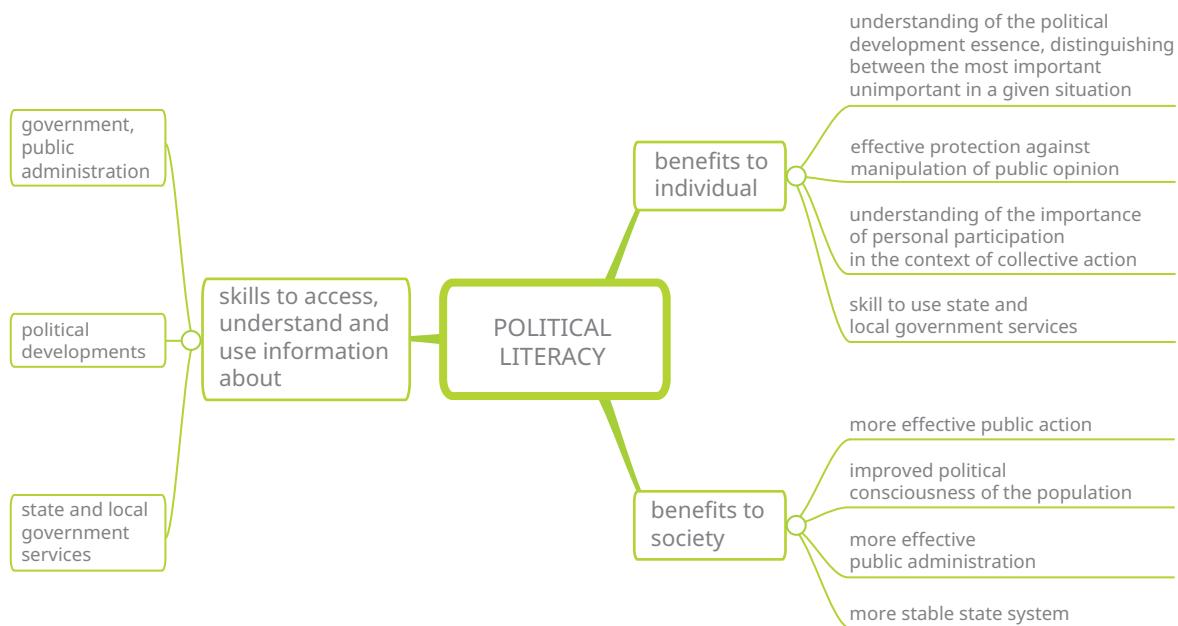 government,
public
administration
political
developments
state and local
government
services
skills to access,
understand and
use information
about
POLITICAL
LITERACY
benefits to
individual
understanding of the political
development essence, distinguishing
between the most important
unimportant in a given situation
effective protection against
manipulation of public opinion
understanding of the importance
of personal participation
in the context of collective action
skill to use state and
local government services
benefits to
society
more effective public action
improved political
consciousness of the population
more effective
public administration
more stable state system